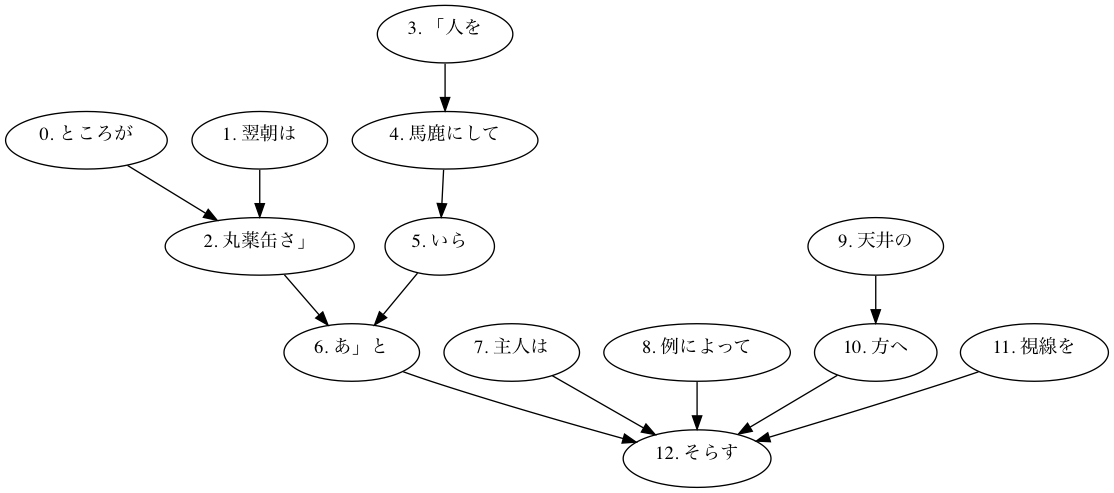 3. 「人を
0. ところが
1. 翌朝は
4. 馬鹿にして
2. 丸薬缶さ」
5. いら
9. 天井の
6. あ」と
7. 主人は
8. 例によって
10. 方へ
11. 視線を
12. そらす